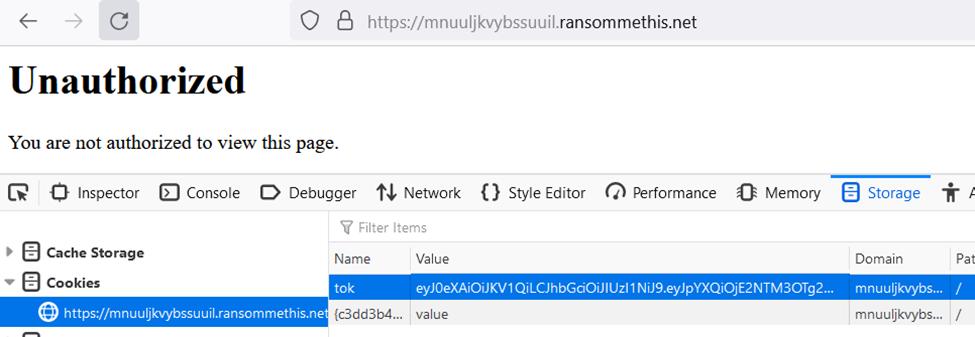 https://mnuuljkvybssuuil.ransommethis.net
Unauthorized
You are not authorized to view this page.
Inspector Console Debugger Network Style Editor Performance Memory Storage A
Filter Items
Cache Storage
Name Value Domain Pat
Cookies
tok eyJ0eXAiOiJKV1QiLCJhbGciOiJIUzI1NiJ9.eyJpYXQiOjE2NTM3OTg2... mnuuljkvybs... /
https://mnuuljkvybssuuil.ransommethis.net
{c3dd3b4... value mnuuljkvybs... /